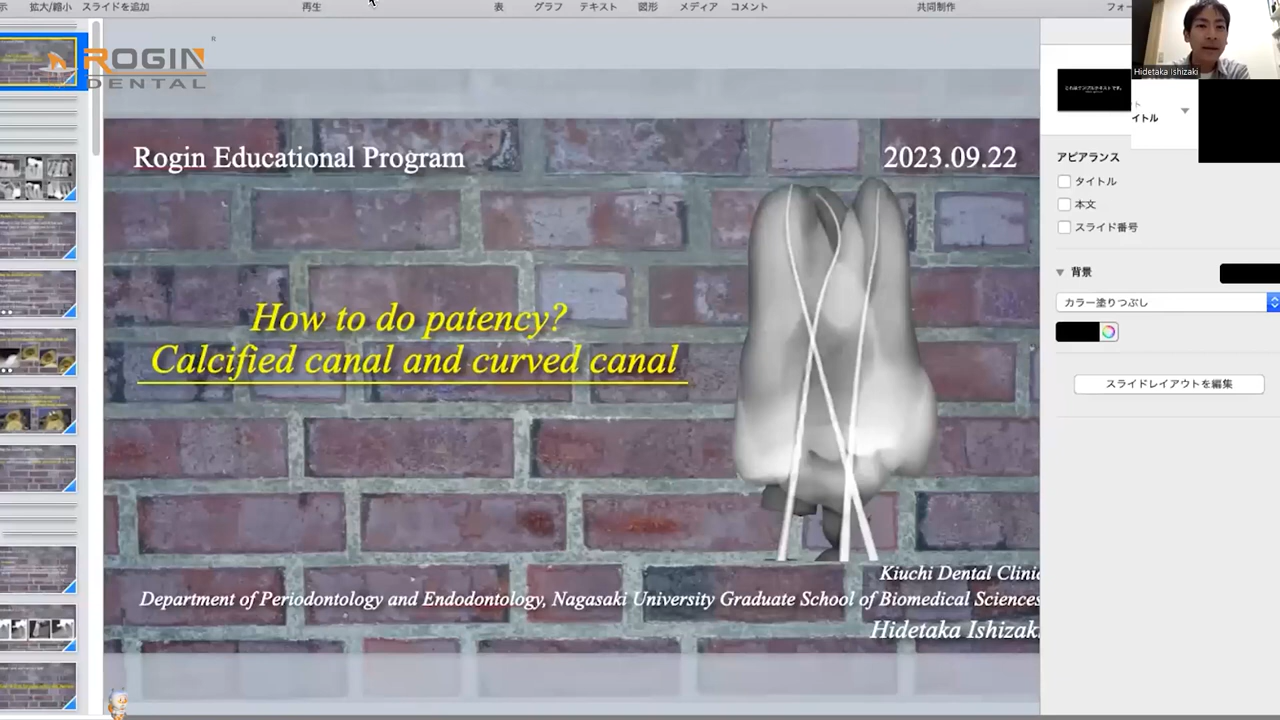 拡大/縮小
スライドを追加
再生
表
グラフ
テキスト
図形
メディア
コメント
共同制作
ROGIN
DENTAL
®
Hidetaka Ishizaki
Rogin Educational Program
2023.09.22
How to do patency?
Calcified canal and curved canal
Kiuchi Dental Clinic
Department of Periodontology and Endodontology, Nagasaki University Graduate School of Biomedical Sciences
Hidetaka Ishizaki
イトル
アピアランス
タイトル
本文
スライド番号
背景
カラー塗りつぶし
スライドレイアウトを編集